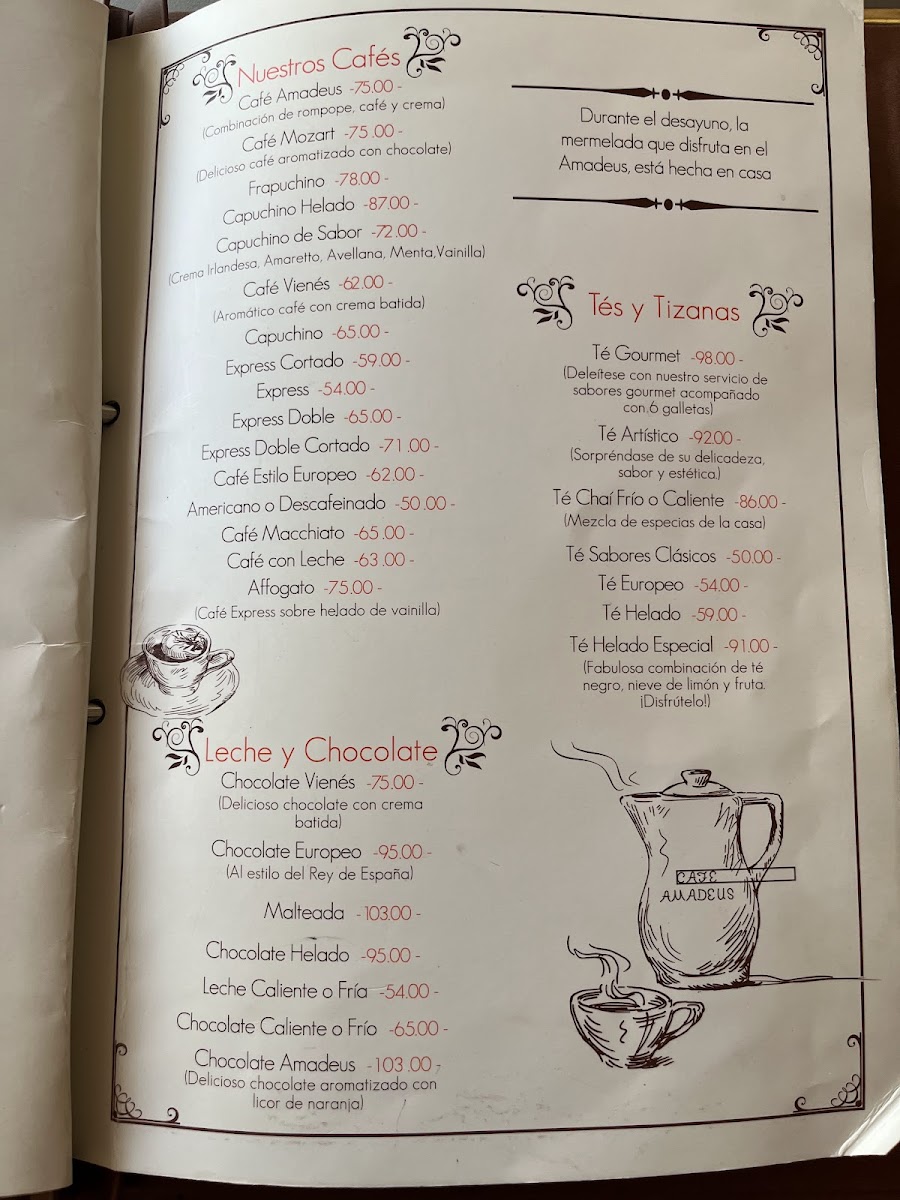 Nuestros Cafés
Café Amadeus -75.00-
(Combinación de rompope, café y crema)
Café Mozart -75.00-
(Delicioso café aromatizado con chocolate)
Frapuchino -78.00-
Capuchino Helado -87.00-
Capuchino de Sabor -72.00-
(Crema Irlandesa, Amaretto, Avellana, Menta,Vainilla)
Café Vienés -62.00-
(Aromático café con crema batida)
Capuchino -65.00-
Express Cortado -59.00-
Express -54.00-
Express Doble -65.00-
Express Doble Cortado -71.00-
Café Estilo Europeo -62.00-
Americano o Descafeinado -50.00-
Café Macchiato -65.00-
Café con Leche -63.00-
Affogato -75.00-
(Café Express sobre helado de vainilla)
Leche y Chocolate
Chocolate Vienés -75.00-
(Delicioso chocolate con crema
batida)
Chocolate Europeo -95.00-
(Al estilo del Rey de España)
Malteada -103.00-
Chocolate Helado -95.00-
Leche Caliente o Fría -54.00-
Chocolate Caliente o Frío -65.00-
Chocolate Amadeus -103.00-
(Delicioso chocolate aromatizado con
licor de naranja)
Durante el desayuno, la
mermelada que disfruta en el
Amadeus, está hecha en casa
Tés y Tizanas
Té Gourmet -98.00-
(Deleítese con nuestro servicio de
sabores gourmet acompañado
con 6 galletas)
Té Artístico -92.00-
(Sorpréndase de su delicadeza,
sabor y estética.)
Té Chaí Frío o Caliente -86.00-
(Mezcla de especias de la casa)
Té Sabores Clásicos -50.00-
Té Europeo -54.00-
Té Helado -59.00-
Té Helado Especial -91.00-
(Fabulosa combinación de té
negro, nieve de limón y fruta.
¡Disfrútelo!)
CAFE
AMADEUS